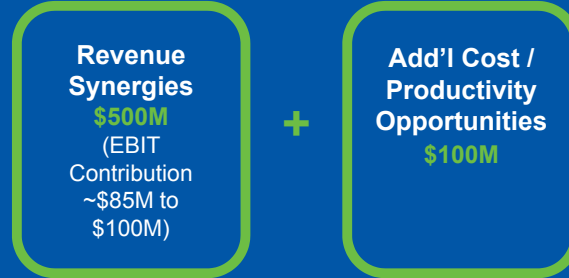 Revenue
Synergies
$500M
(EBIT
Contribution
~$85M to
$100M)
+
Add'l Cost /
Productivity
Opportunities
$100M